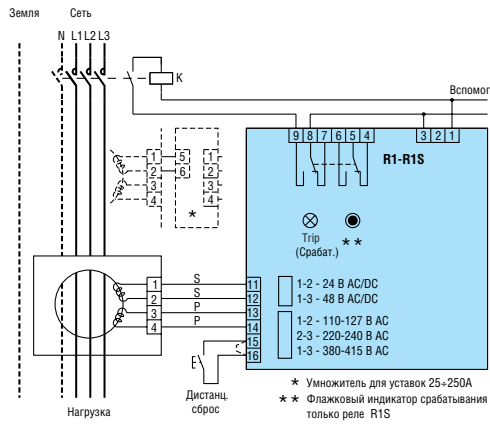 Земля
Сеть
N L1 L2 L3
K
Вспомог
9 8 7 6 5 4
3 2 1
R1-R1S
1 5 1
2 6 2
3 3
4 4
*
Trip
(Срабат.)
* *
1 S 11
2 S 12
3 P 13
4 P 14
15
16
1-2 - 24 В AC/DC
1-3 - 48 В AC/DC
1-2 - 110-127 В AC
2-3 - 220-240 В AC
1-3 - 380-415 В AC
Дистанц.
сброс
Нагрузка
* Умножитель для уставок 25÷250А
* * Флажковый индикатор срабатывания
только реле R1S